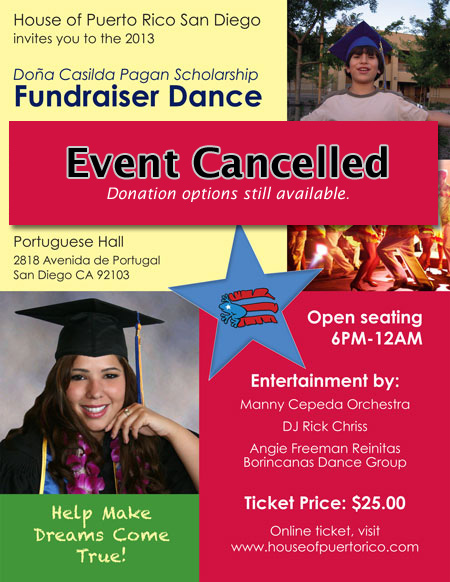 House of Puerto Rico San Diego
invites you to the 2013
Doña Casilda Pagan Scholarship
Fundraiser Dance
Event Cancelled
Donation options still available.
Portuguese Hall
2818 Avenida de Portugal
San Diego CA 92103
Open seating
6PM-12AM
Entertainment by:
Manny Cepeda Orchestra
DJ Rick Chriss
Angie Freeman Reinitas
Borincanas Dance Group
Ticket Price: $25.00
Online ticket, visit
www.houseofpuertorico.com
Help Make
Dreams Come
True!